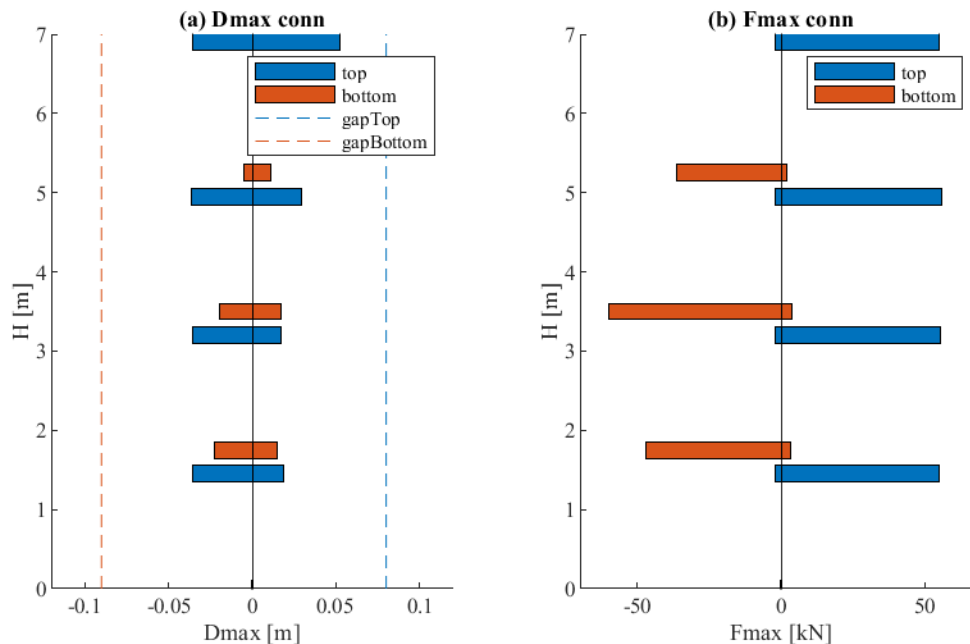 (a) Dmax conn
7
6
5
4
3
2
1
0
H [m]
-0.1
-0.05
0
0.05
0.1
Dmax [m]
top
bottom
gapTop
gapBottom
(b) Fmax conn
7
6
5
4
3
2
1
0
H [m]
-50
0
50
Fmax [kN]
top
bottom